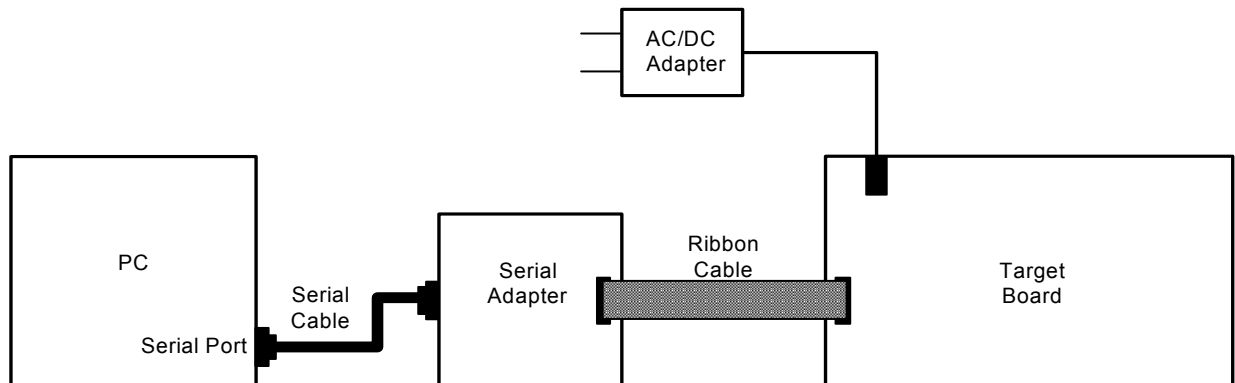 AC/DC
Adapter
PC
Serial Port
Serial
Cable
Serial
Adapter
Ribbon
Cable
Target
Board